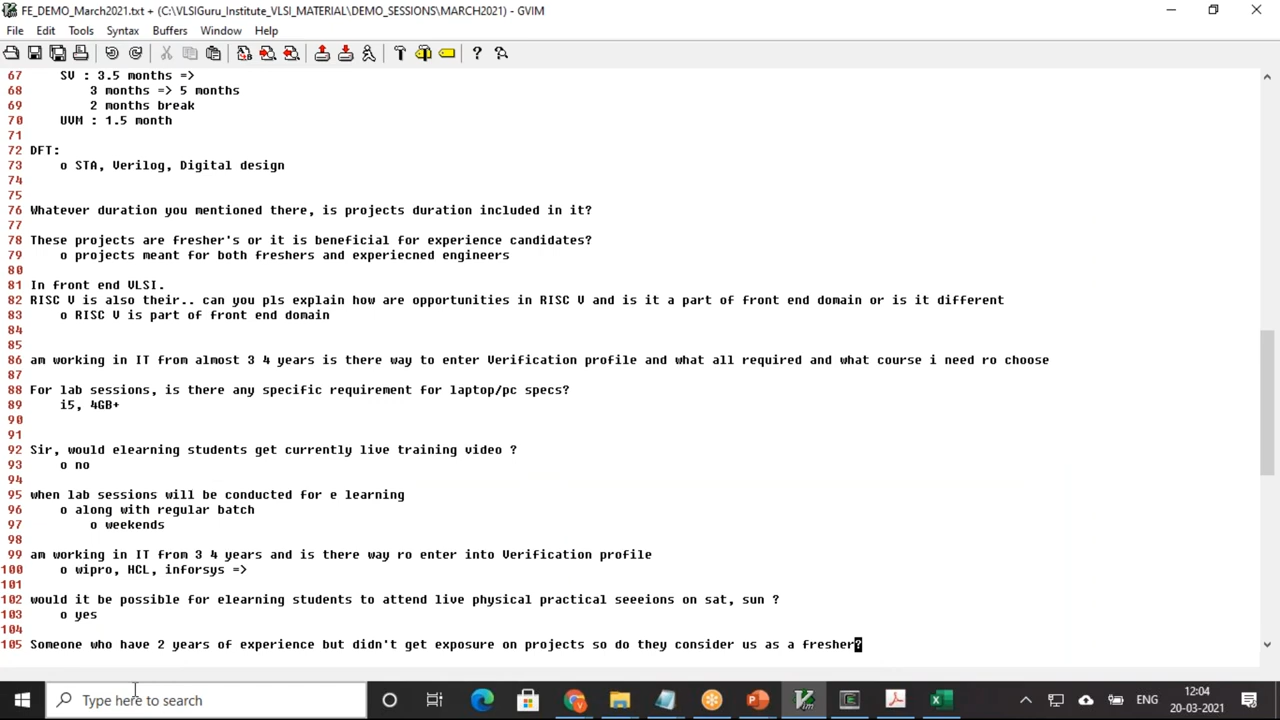 FE_DEMO_March2021.txt + (C:\VLSIGuru_Institute_VLSI_MATERIAL\DEMO_SESSIONS\MARCH2021) - GVIM
File Edit Tools Syntax Buffers Window Help
67 SV : 3.5 months =>
68 3 months => 5 months
69 2 months break
70 UVM : 1.5 month
71
72 DFT:
73 o STA, Verilog, Digital design
74
75
76 Whatever duration you mentioned there, is projects duration included in it?
77
78 These projects are fresher's or it is beneficial for experience candidates?
79 o projects meant for both freshers and experiecned engineers
80
81 In front end VLSI.
82 RISC V is also their.. can you pls explain how are opportunities in RISC V and is it a part of front end domain or is it different
83 o RISC V is part of front end domain
84
85
86 am working in IT from almost 3 4 years is there way to enter Verification profile and what all required and what course i need ro choose
87
88 For lab sessions, is there any specific requirement for laptop/pc specs?
89 i5, 4GB+
90
91
92 Sir, would elearning students get currently live training video ?
93 o no
94
95 when lab sessions will be conducted for e learning
96 o along with regular batch
97 o weekends
98
99 am working in IT from 3 4 years and is there way ro enter into Verification profile
100 o wipro, HCL, inforsys =>
101
102 would it be possible for elearning students to attend live physical practical seeeions on sat, sun ?
103 o yes
104
105 Someone who have 2 years of experience but didn't get exposure on projects so do they consider us as a fresher?
Type here to search
ENG
12:04
20-03-2021